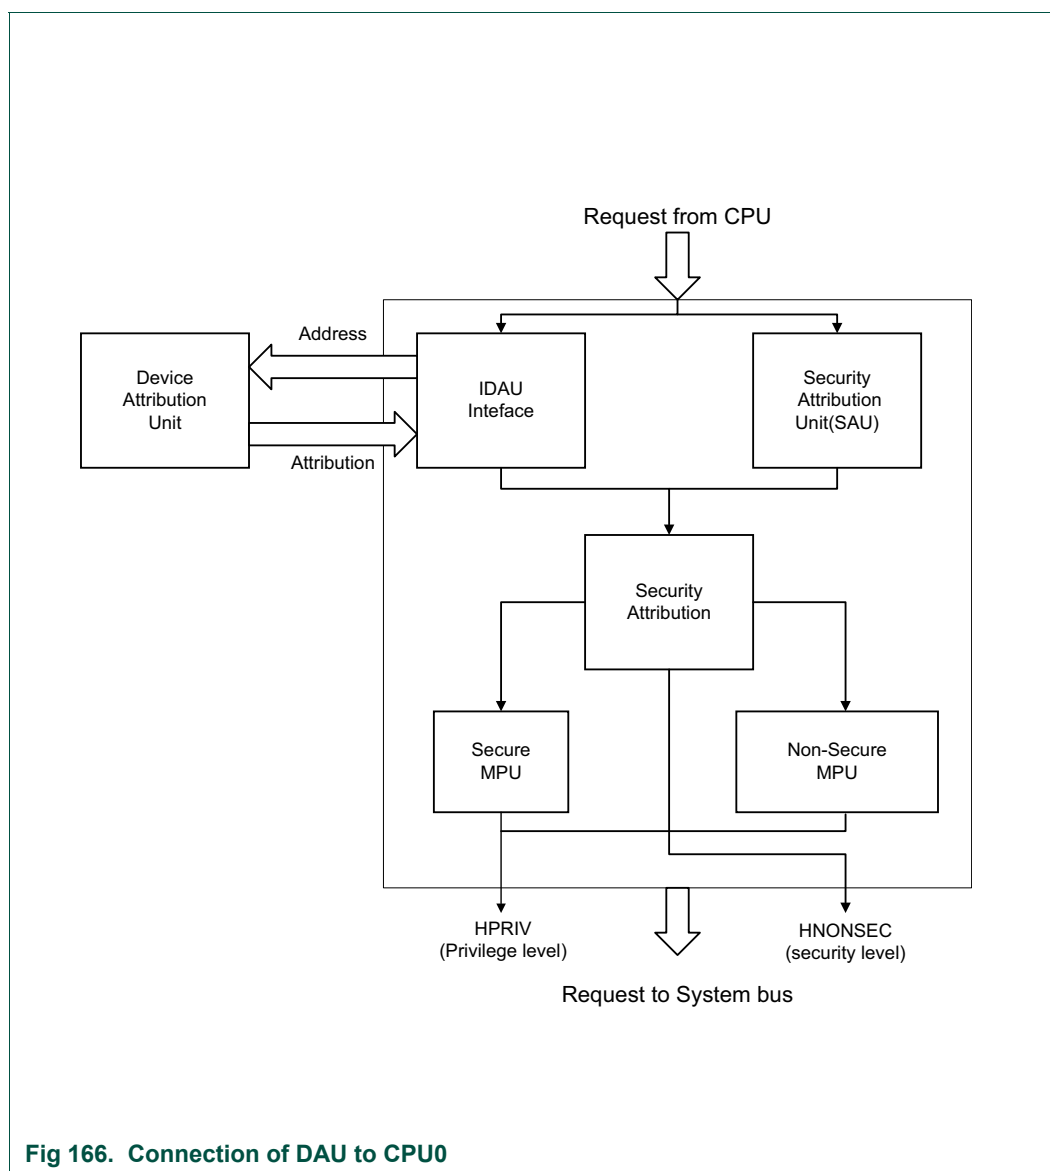 Request from CPU
Address
Device
Attribution
Unit
IDAU
Inteface
Security
Attribution
Unit(SAU)
Attribution
Security
Attribution
Secure
MPU
Non-Secure
MPU
HPRIV
(Privilege level)
HNONSEC
(security level)
Request to System bus
Fig 166. Connection of DAU to CPU0